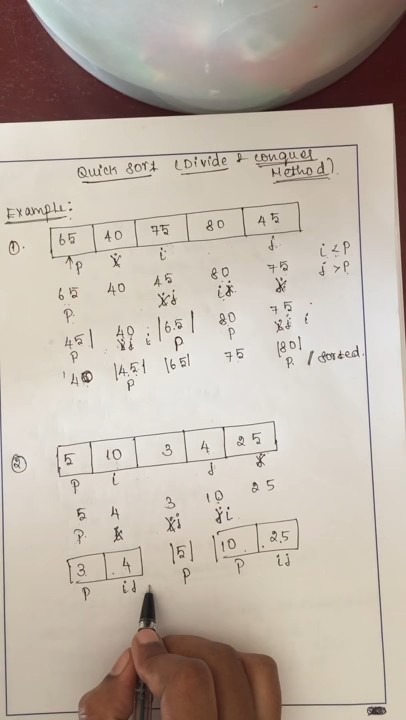 Quick sort (Divide & conquer
Method).
Example:
①. 65 40 75 80 45
↑P i i j i < P
j > P
65 40 45 80 75
P i j i j j
45| 40 |65| 80 75
P i j i P P i j i
40 |45| |65| 75 |80| // sorted.
P P
② 5 10 3 4 25
P i j j
5 4 3 10 25
P i i j j i
3 4 |5| 10 25
P i j P P i j